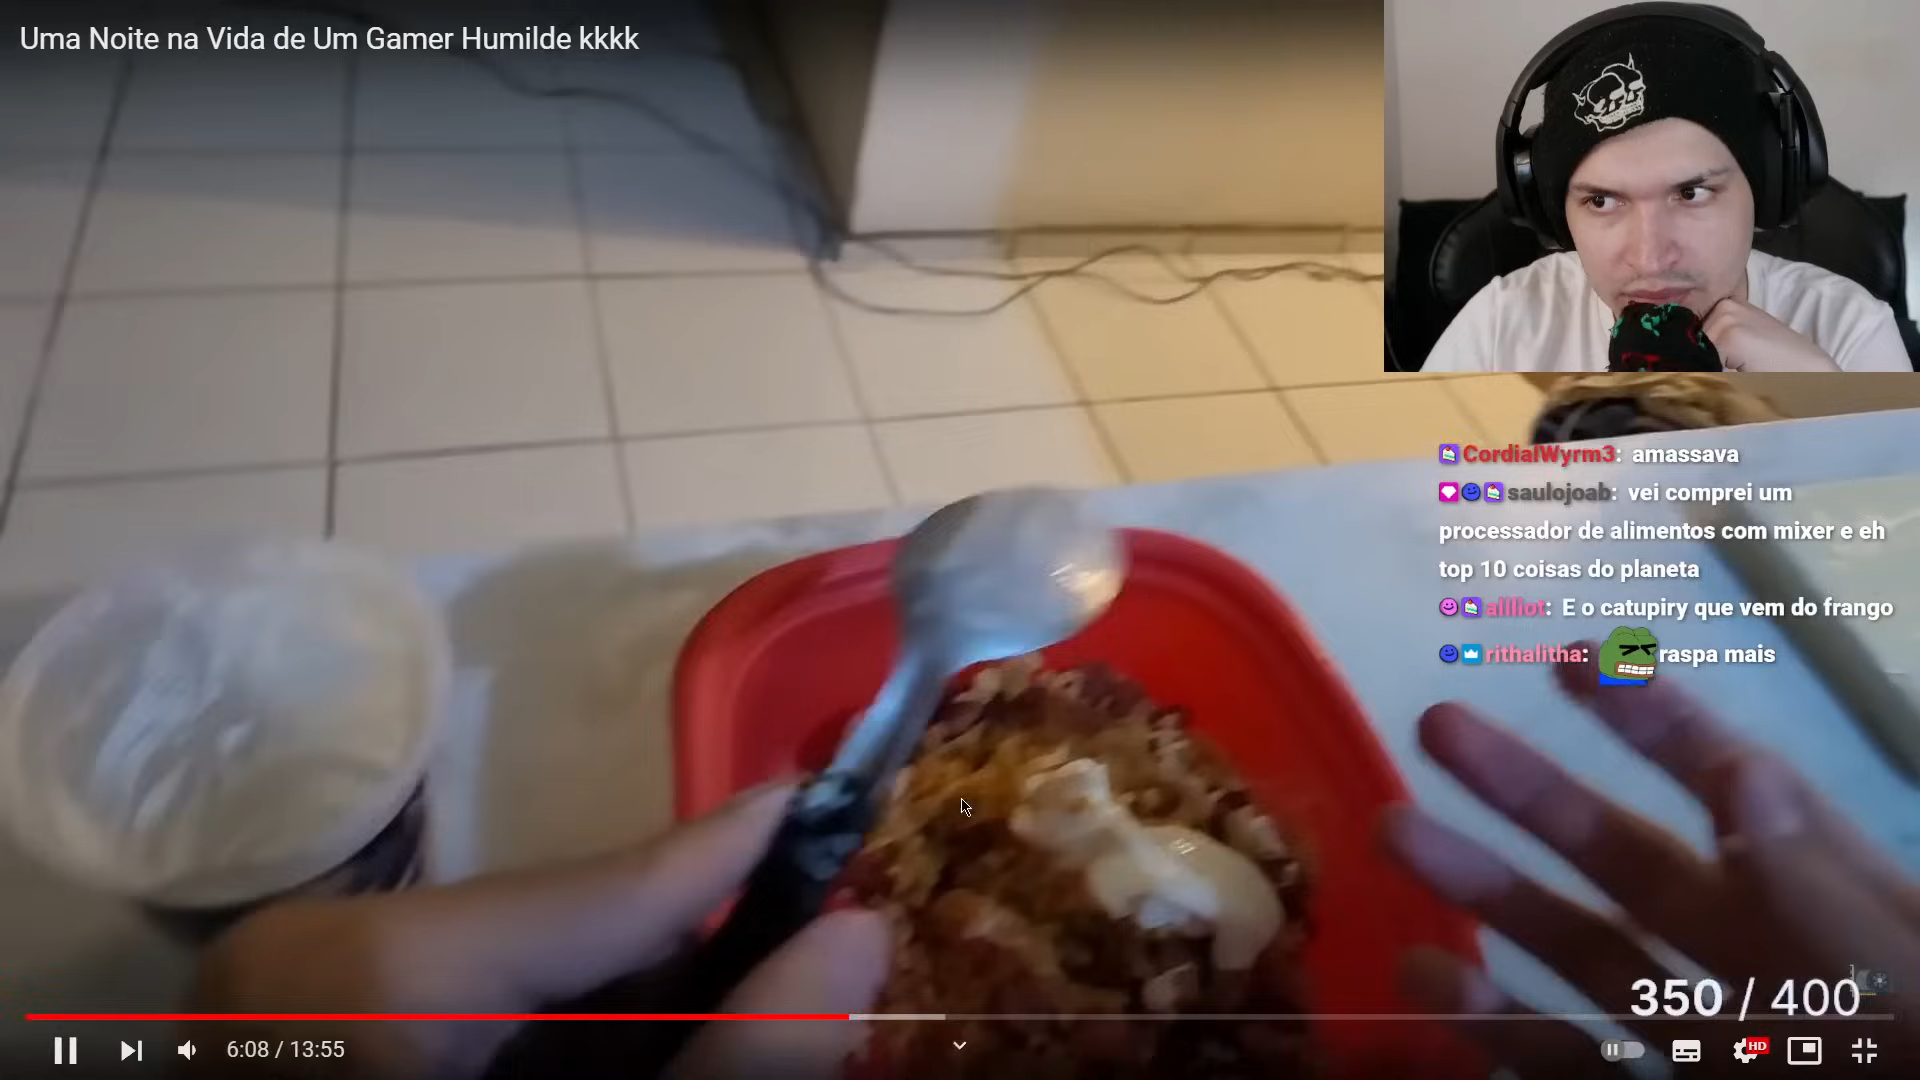 Uma Noite na Vida de Um Gamer Humilde kkkk
CordialWyrm3: amassava
saulojoab: vei comprei um
processador de alimentos com mixer e eh
top 10 coisas do planeta
allliot: E o catupiry que vem do frango
rithalitha: raspa mais
350 / 400
6:08 / 13:55
HD